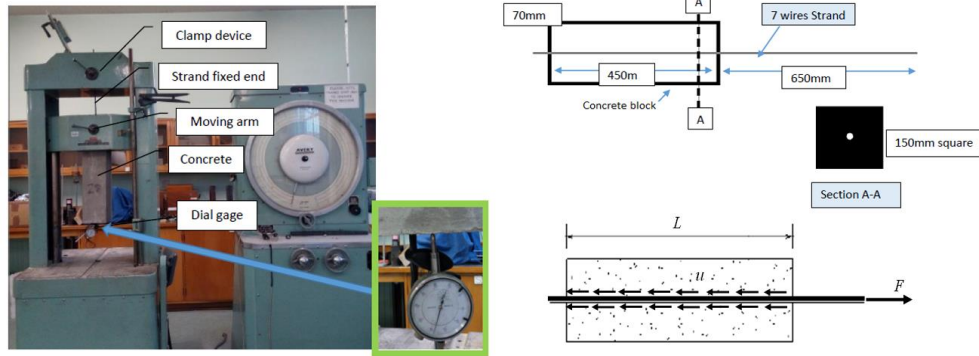 Clamp device
Strand fixed end
Moving arm
Concrete
Dial gage
70mm
A
7 wires Strand
450m
650mm
Concrete block
A
150mm square
Section A-A
L
u
F